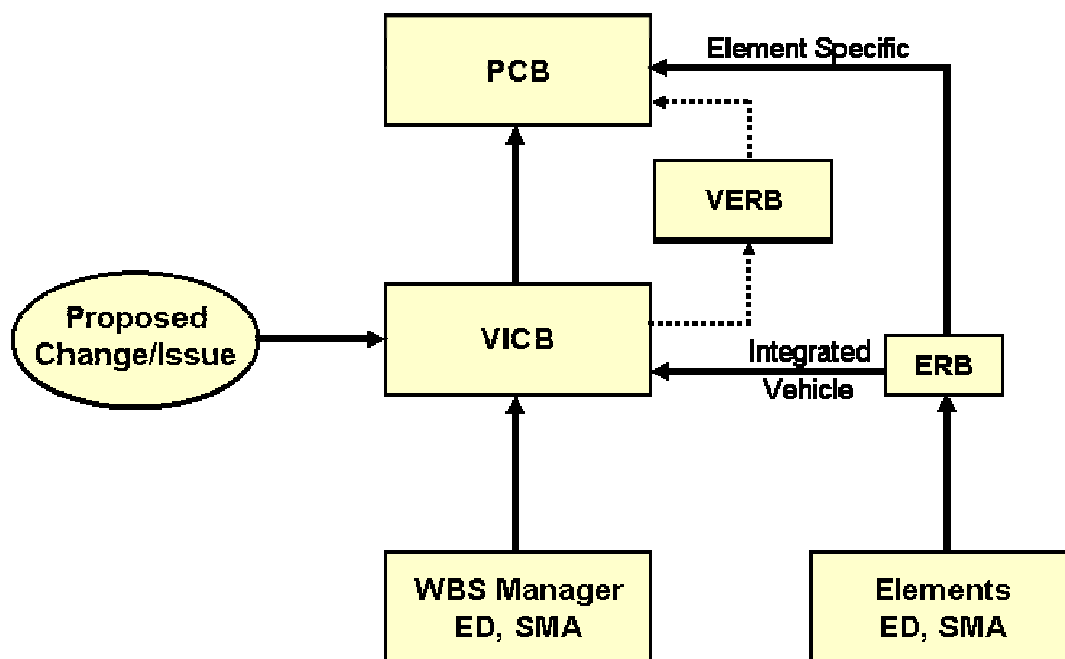 PCB
Element Specific
VERB
Proposed
Change/Issue
VICB
Integrated
Vehicle
ERB
WBS Manager
ED, SMA
Elements
ED, SMA